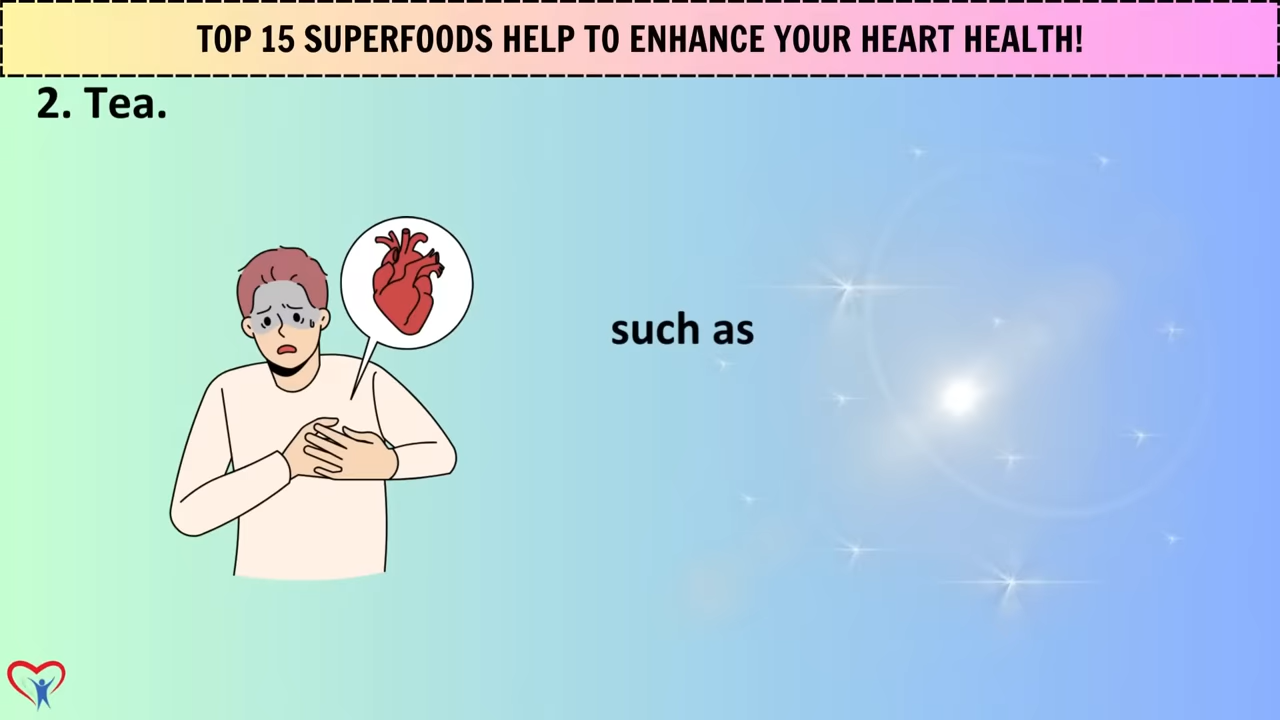 TOP 15 SUPERFOODS HELP TO ENHANCE YOUR HEART HEALTH!
2. Tea.
such as